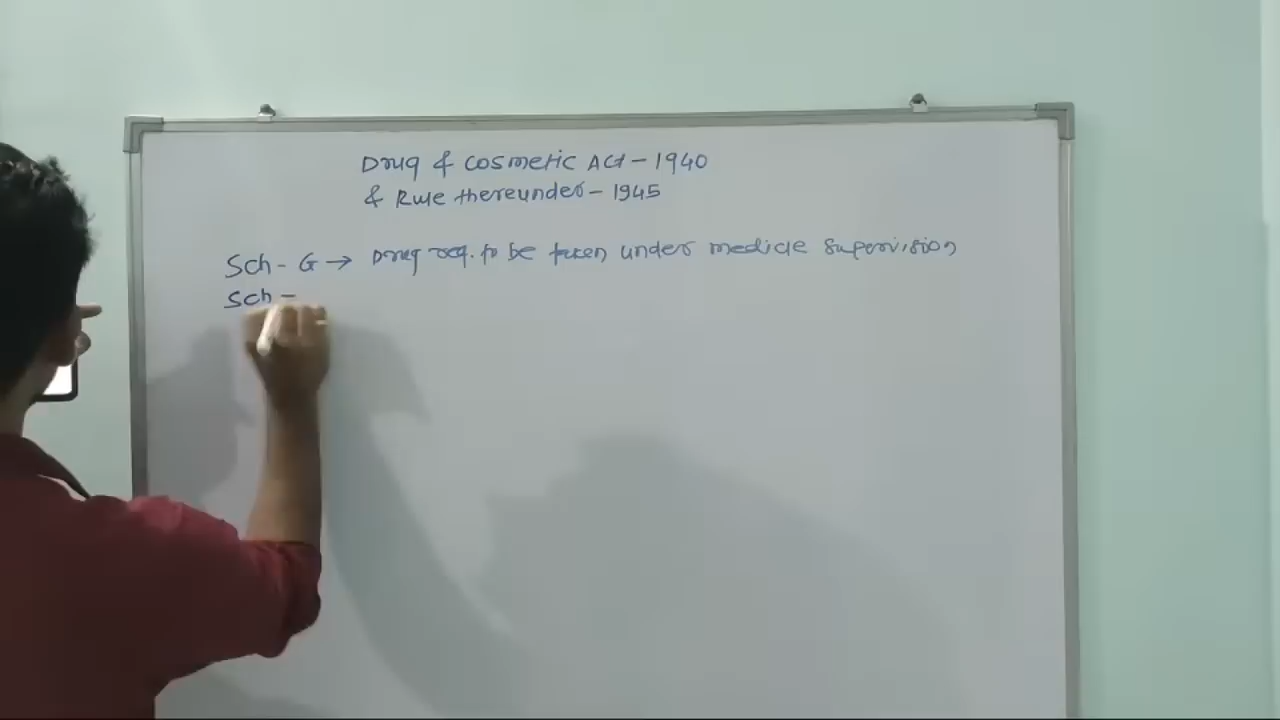 Drug & cosmetic Act - 1940
& Rule thereunder - 1945
Sch - G → Drug req. to be taken under medicle supervision
Sch -